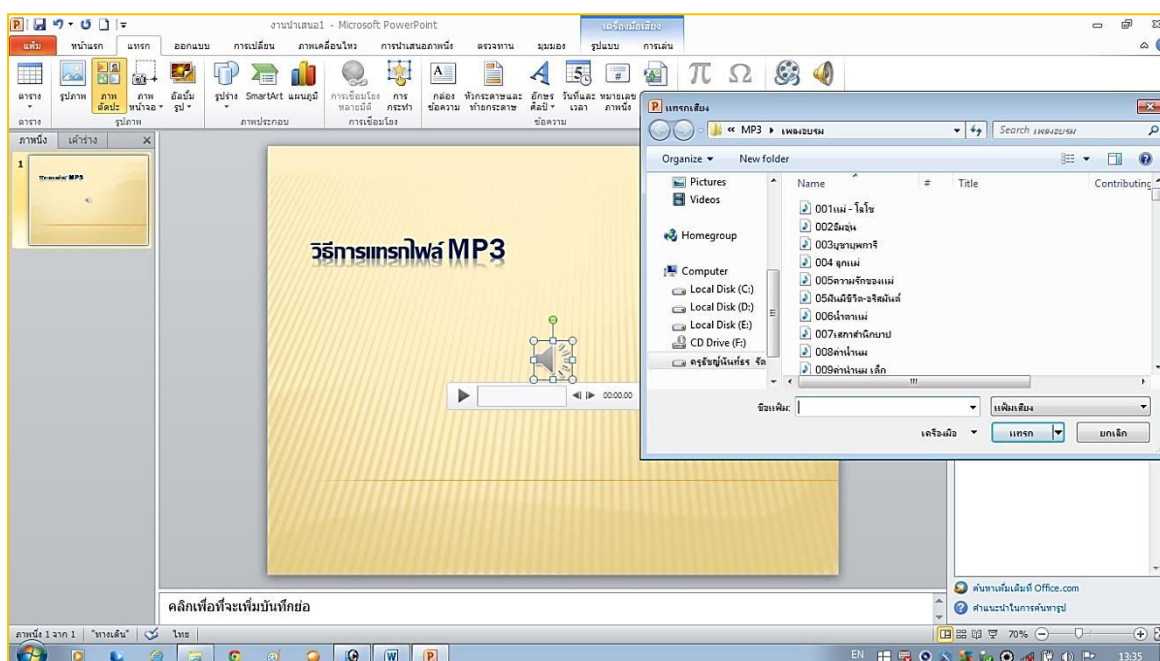 งานนำเสนอ1 - Microsoft PowerPoint
เครื่องมือเสียง
แฟ้ม หน้าแรก แทรก ออกแบบ การเปลี่ยน ภาพเคลื่อนไหว การนำเสนอภาพนิ่ง ตรวจทาน มุมมอง รูปแบบ การเล่น
ตาราง รูปภาพ ภาพตัดปะ ภาพหน้าจอ อัลบั้มรูป รูปร่าง SmartArt แผนภูมิ การเชื่อมโยงหลายมิติ การกระทำ กล่องข้อความ หัวกระดาษและท้ายกระดาษ อักษรศิลป์ วันที่และเวลา หมายเลขภาพนิ่ง
ตาราง รูปภาพ ภาพประกอบ การเชื่อมโยง ข้อความ
ภาพนิ่ง เค้าร่าง
1
วิธีการแทรกไฟล์ MP3
00:00.00
แทรกเสียง
« MP3 ▸ เพลงอบรม
Search เพลงอบรม
Organize New folder
Pictures
Videos
Homegroup
Computer
Local Disk (C:)
Local Disk (D:)
Local Disk (E:)
CD Drive (F:)
Name # Title Contributing
001แม่ - โลโซ
002อิ่มอุ่น
003บุชาบุพการี
004 ลูกแม่
005ความรักของแม่
006น้ำตาแม่
008ค่าน้ำนม
009ค่าน้ำนม เด็ก
ชื่อแฟ้ม:
แฟ้มเสียง
เครื่องมือ แทรก ยกเลิก
คลิกเพื่อที่จะเพิ่มบันทึกย่อ
ค้นหาเพิ่มเติมที่ Office.com
คำแนะนำในการค้นหารูป
ภาพนิ่ง 1 จาก 1 "ทางเดิน" ไทย
70%
EN
13:35